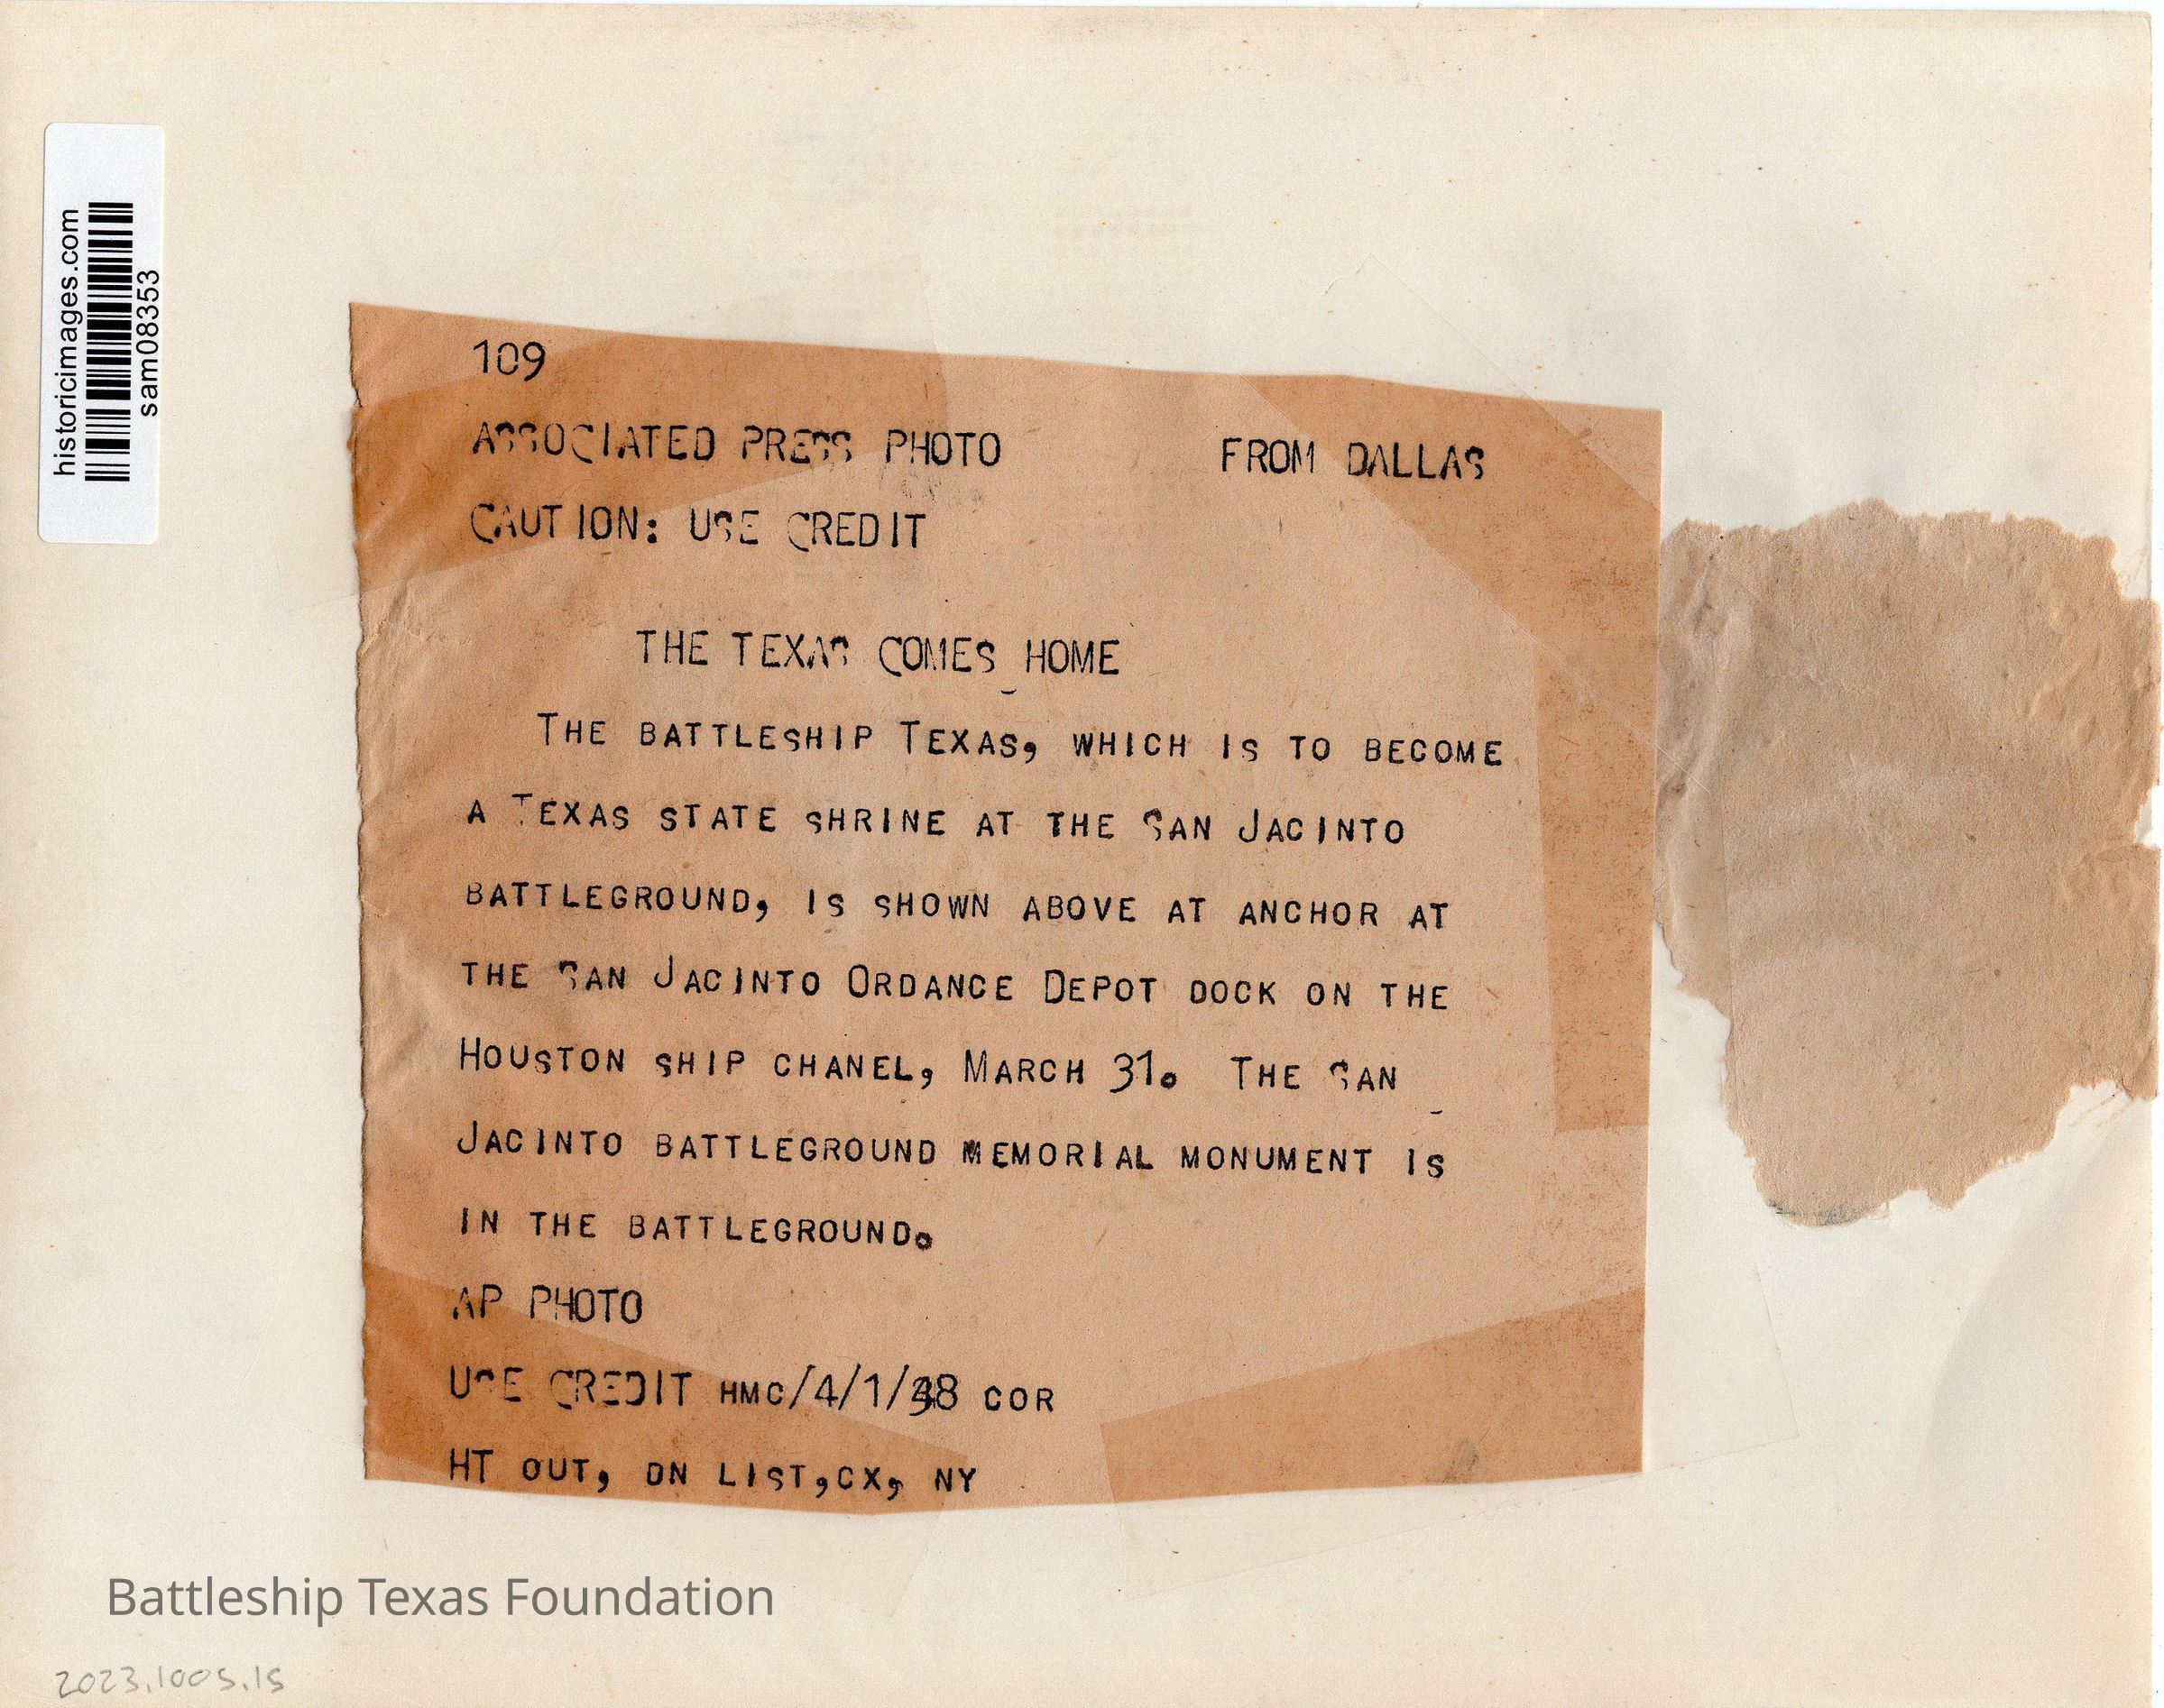 historicimages.com
sam08353
109
ASSOCIATED PRESS PHOTO FROM DALLAS
CAUTION: USE CREDIT
THE TEXAS COMES HOME
THE BATTLESHIP TEXAS, WHICH IS TO BECOME
A TEXAS STATE SHRINE AT THE SAN JACINTO
BATTLEGROUND, IS SHOWN ABOVE AT ANCHOR AT
THE SAN JACINTO ORDANCE DEPOT DOCK ON THE
HOUSTON SHIP CHANEL, MARCH 31. THE SAN
JACINTO BATTLEGROUND MEMORIAL MONUMENT IS
IN THE BATTLEGROUND.
AP PHOTO
USE CREDIT HMC/4/1/48 COR
HT OUT, DN LIST,CX, NY
Battleship Texas Foundation
2023.1005.15